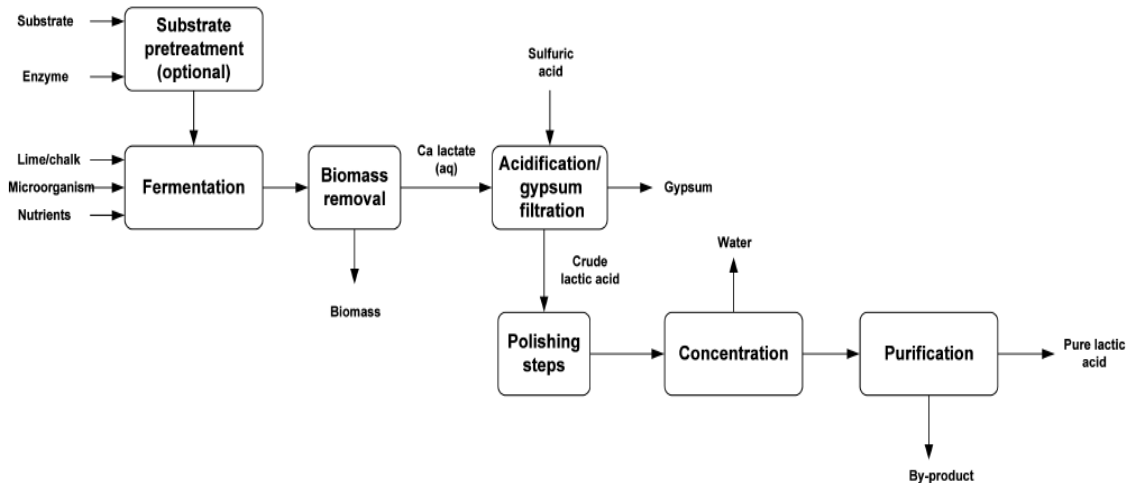 Substrate
Enzyme
Substrate
pretreatment
(optional)
Sulfuric
acid
Lime/chalk
Microorganism
Nutrients
Fermentation
Biomass
removal
Ca lactate
(aq)
Acidification/
gypsum
filtration
Gypsum
Biomass
Crude
lactic acid
Water
Polishing
steps
Concentration
Purification
Pure lactic
acid
By-product